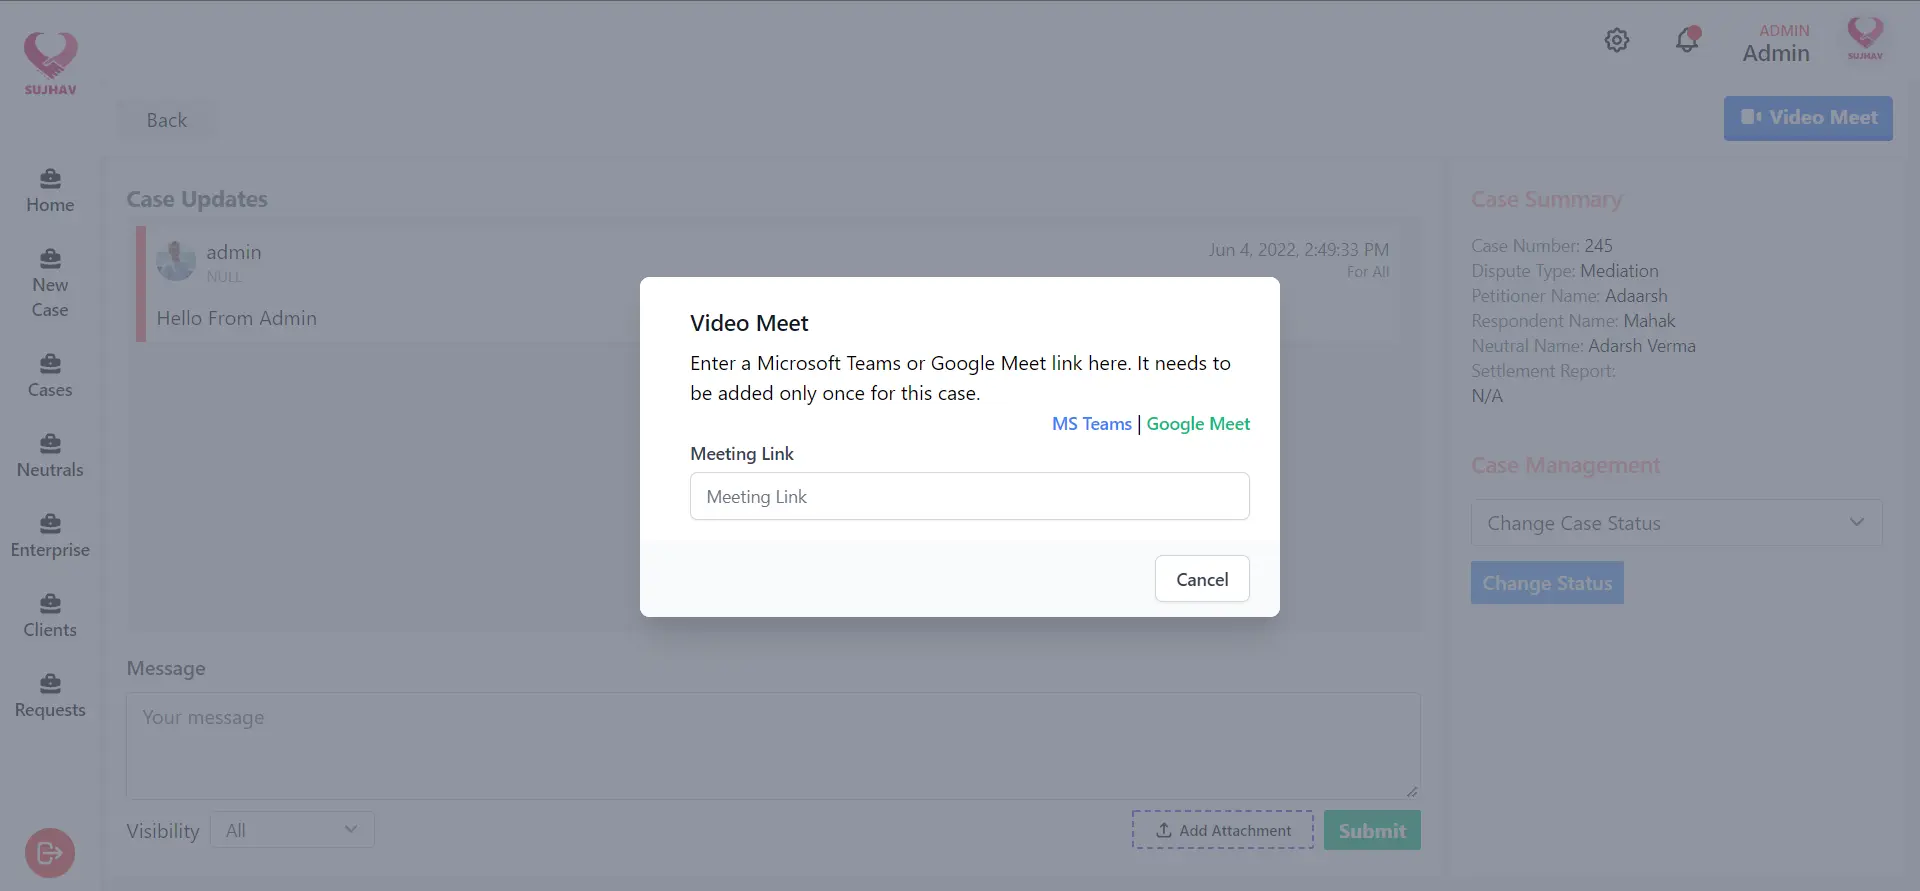 SUJHAV
ADMIN
Admin
SUJHAV
Back
Video Meet
Home
New
Case
Cases
Neutrals
Enterprise
Clients
Requests
Case Updates
admin
NULL
Jun 4, 2022, 2:49:33 PM
For All
Hello From Admin
Video Meet
Enter a Microsoft Teams or Google Meet link here. It needs to
be added only once for this case.
MS Teams | Google Meet
Meeting Link
Meeting Link
Cancel
Message
Your message
Visibility
All
Add Attachment
Submit
Case Summary
Case Number: 245
Dispute Type: Mediation
Petitioner Name: Adaarsh
Respondent Name: Mahak
Neutral Name: Adarsh Verma
Settlement Report:
N/A
Case Management
Change Case Status
Change Status